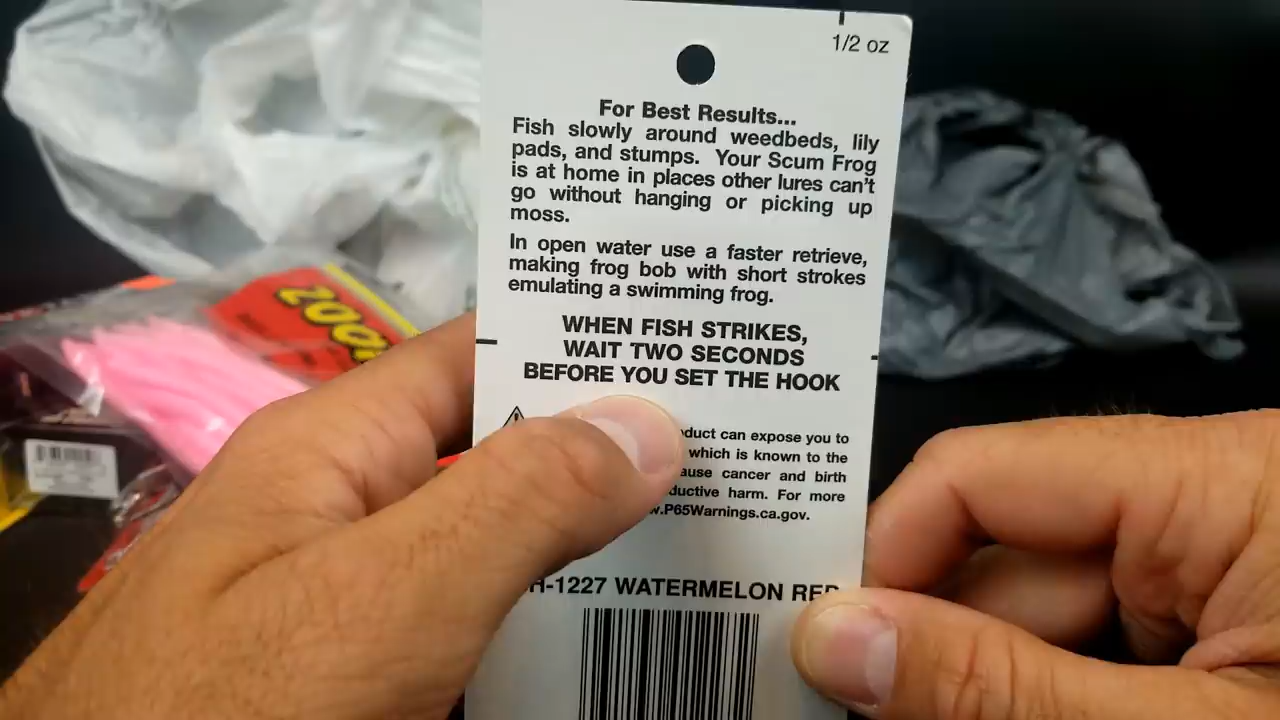 1/2 oz
For Best Results...
Fish slowly around weedbeds, lily
pads, and stumps. Your Scum Frog
is at home in places other lures can't
go without hanging or picking up
moss.
In open water use a faster retrieve,
making frog bob with short strokes
emulating a swimming frog.
WHEN FISH STRIKES,
WAIT TWO SECONDS
BEFORE YOU SET THE HOOK
can expose you to
which is known to the
cancer and birth
harm. For more
P65Warnings.ca.gov.
-1227 WATERMELON RED
ZOOM